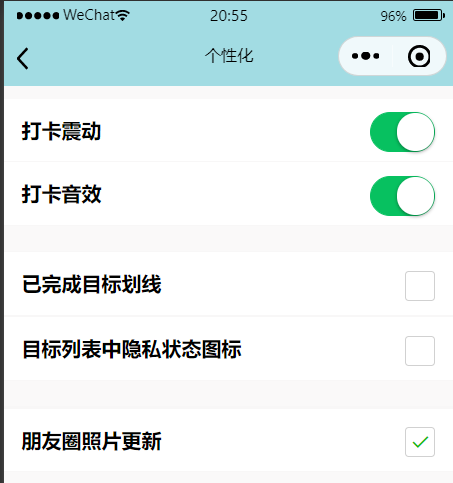 WeChat 20:55 96%
个性化
打卡震动
打卡音效
已完成目标划线
目标列表中隐私状态图标
朋友圈照片更新